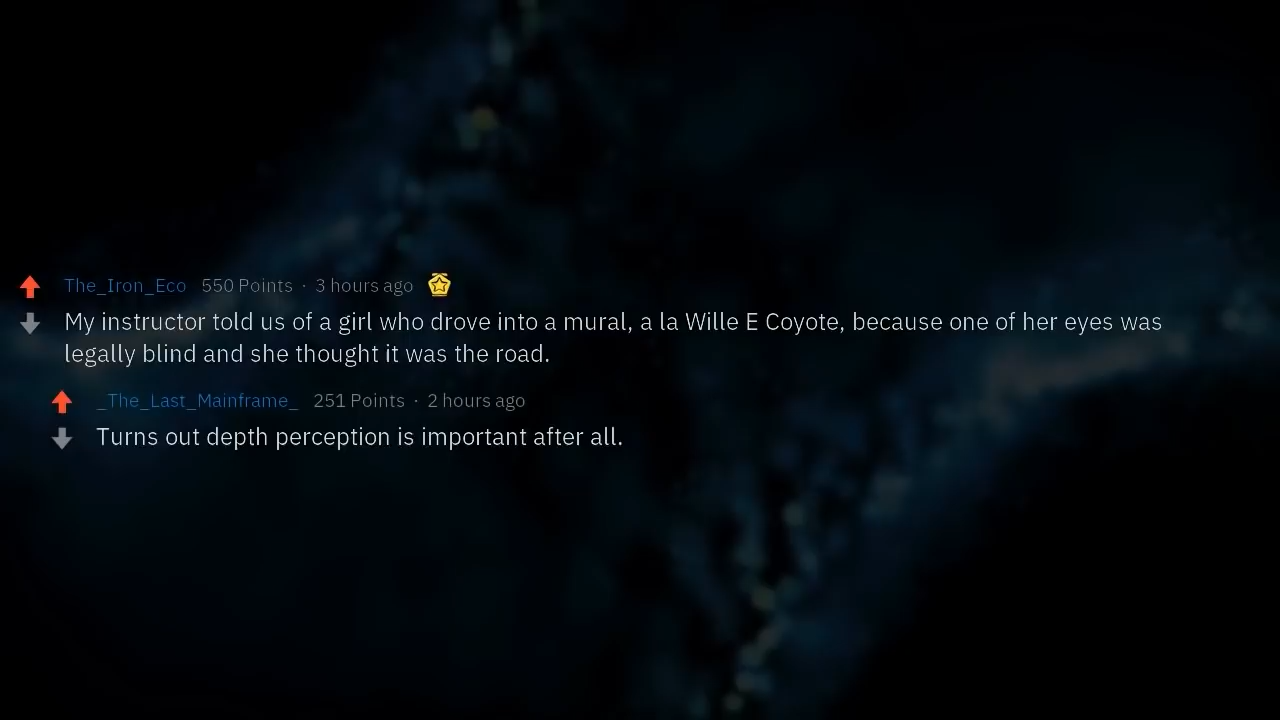 The_Iron_Eco 550 Points · 3 hours ago
My instructor told us of a girl who drove into a mural, a la Wille E Coyote, because one of her eyes was
legally blind and she thought it was the road.
_The_Last_Mainframe_ 251 Points · 2 hours ago
Turns out depth perception is important after all.